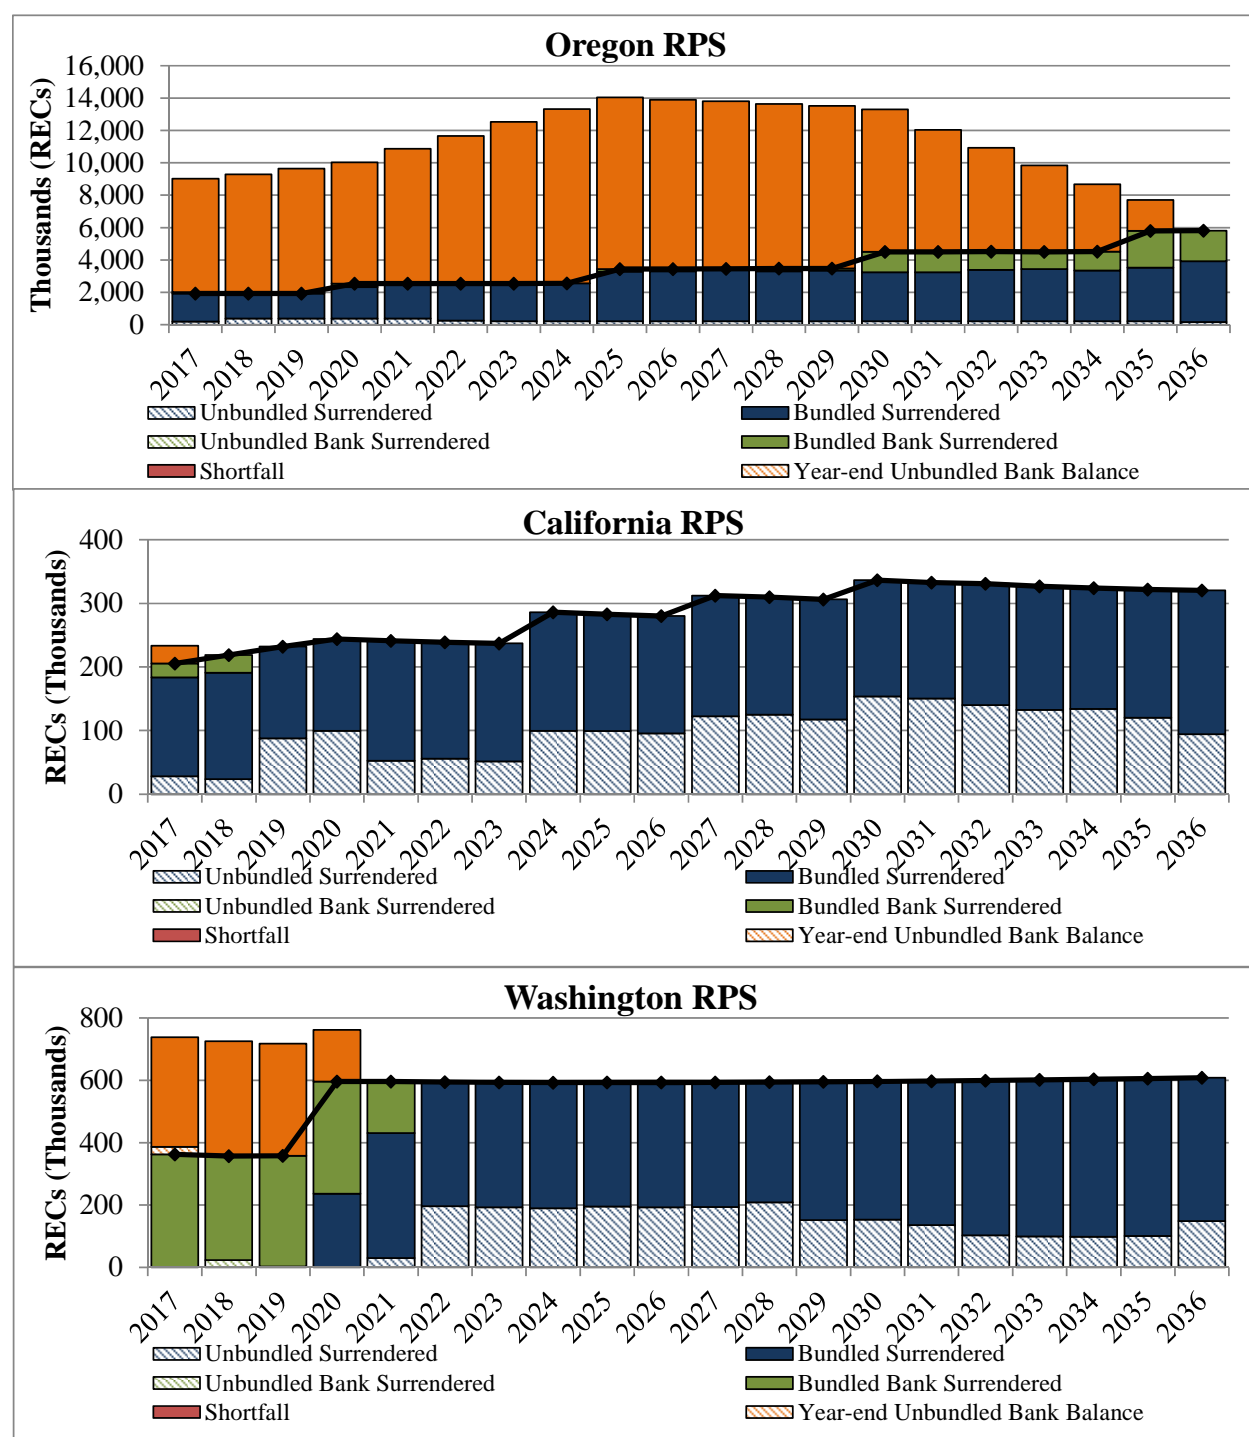 Oregon RPS
Thousands (RECs)
16,000
14,000
12,000
10,000
8,000
6,000
4,000
2,000
0
2017 2018 2019 2020 2021 2022 2023 2024 2025 2026 2027 2028 2029 2030 2031 2032 2033 2034 2035 2036
Unbundled Surrendered Bundled Surrendered
Unbundled Bank Surrendered Bundled Bank Surrendered
Shortfall Year-end Unbundled Bank Balance
California RPS
RECs (Thousands)
400
300
200
100
0
2017 2018 2019 2020 2021 2022 2023 2024 2025 2026 2027 2028 2029 2030 2031 2032 2033 2034 2035 2036
Unbundled Surrendered Bundled Surrendered
Unbundled Bank Surrendered Bundled Bank Surrendered
Shortfall Year-end Unbundled Bank Balance
Washington RPS
RECs (Thousands)
800
600
400
200
0
2017 2018 2019 2020 2021 2022 2023 2024 2025 2026 2027 2028 2029 2030 2031 2032 2033 2034 2035 2036
Unbundled Surrendered Bundled Surrendered
Unbundled Bank Surrendered Bundled Bank Surrendered
Shortfall Year-end Unbundled Bank Balance